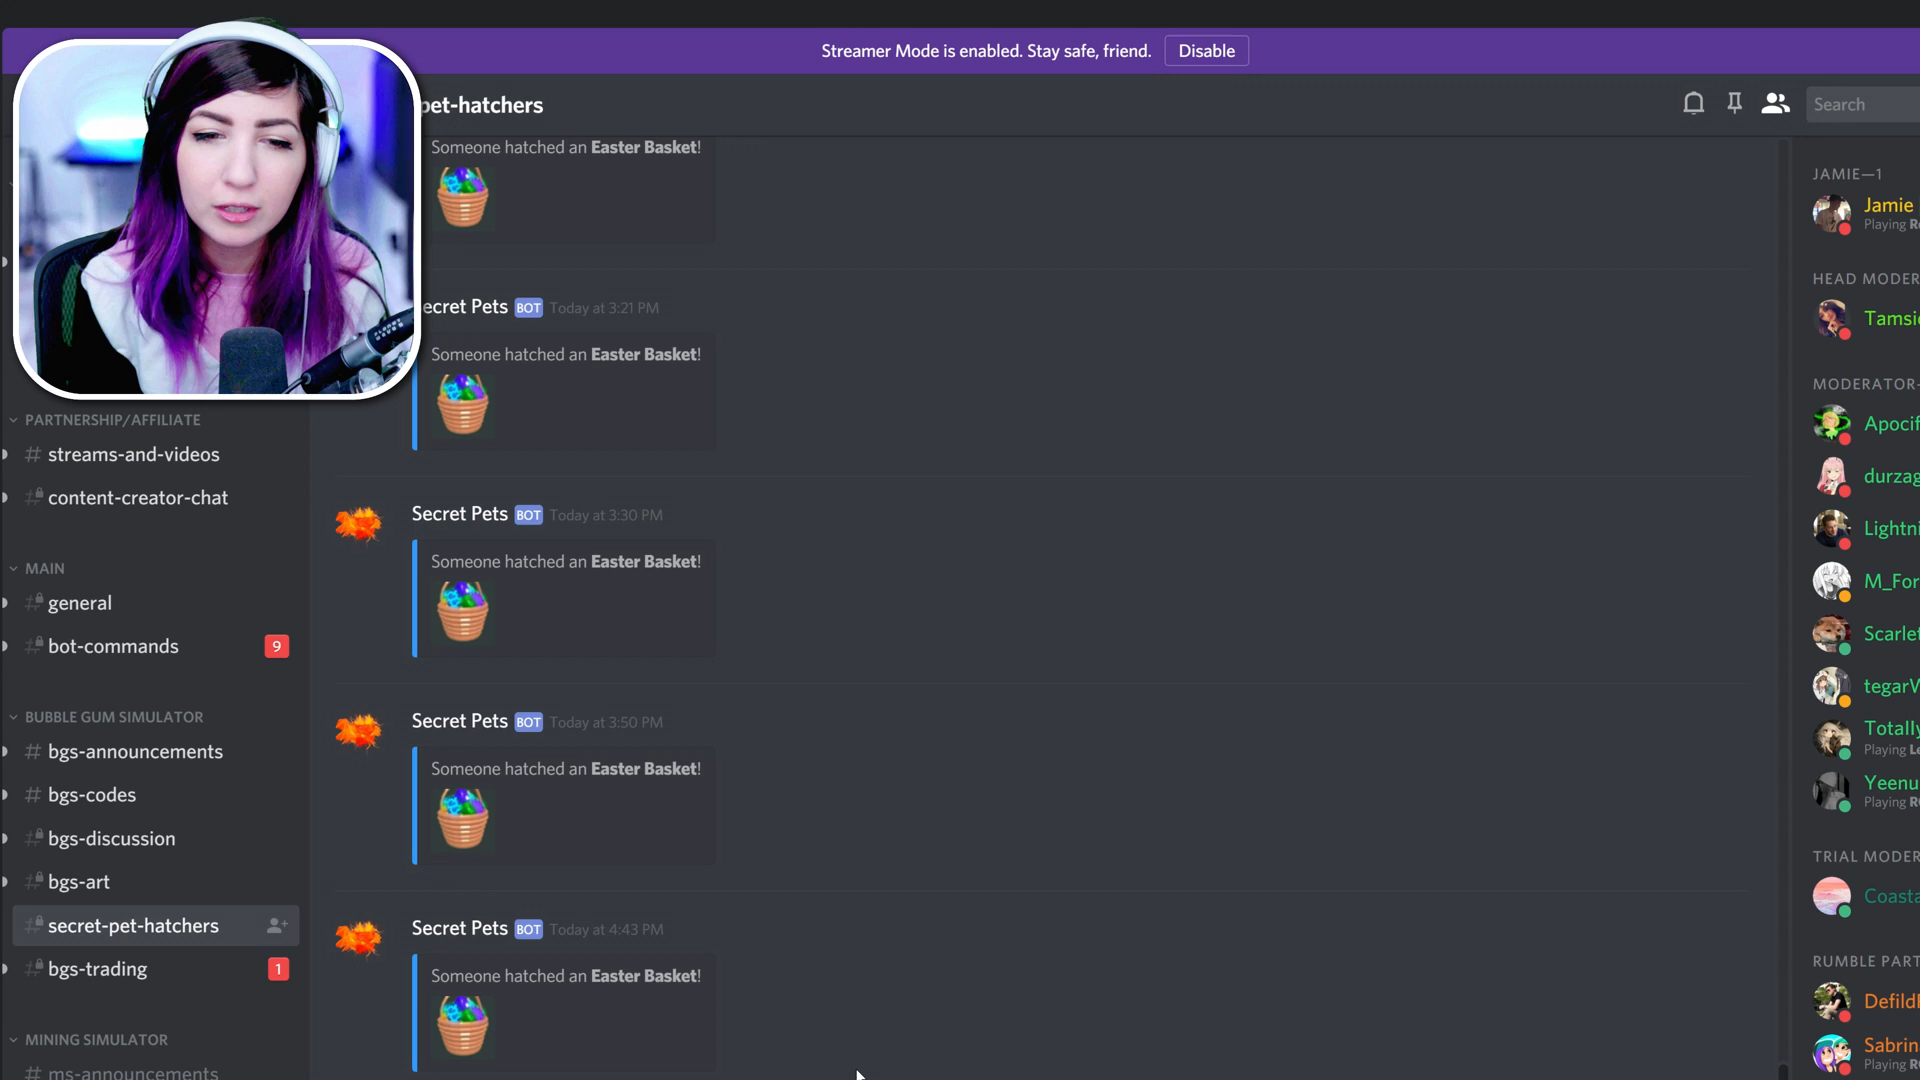 Streamer Mode is enabled. Stay safe, friend. Disable
pet-hatchers
Search
Someone hatched an Easter Basket!
ecret Pets BOT Today at 3:21 PM
Someone hatched an Easter Basket!
Secret Pets BOT Today at 3:30 PM
Someone hatched an Easter Basket!
Secret Pets BOT Today at 3:50 PM
Someone hatched an Easter Basket!
Secret Pets BOT Today at 4:43 PM
Someone hatched an Easter Basket!
PARTNERSHIP/AFFILIATE
# streams-and-videos
content-creator-chat
MAIN
general
bot-commands 9
BUBBLE GUM SIMULATOR
bgs-announcements
# bgs-codes
bgs-discussion
bgs-art
secret-pet-hatchers
bgs-trading 1
MINING SIMULATOR
# ms-announcements
JAMIE—1
Jamie
Playing R
HEAD MODER
Tamsi
MODERATOR-
Apocif
durzag
Lightni
M_For
Scarlet
tegarV
Totally
Playing Le
Yeenu
Playing R
TRIAL MODER
Coasta
RUMBLE PART
Defild
Sabrin
Playing R